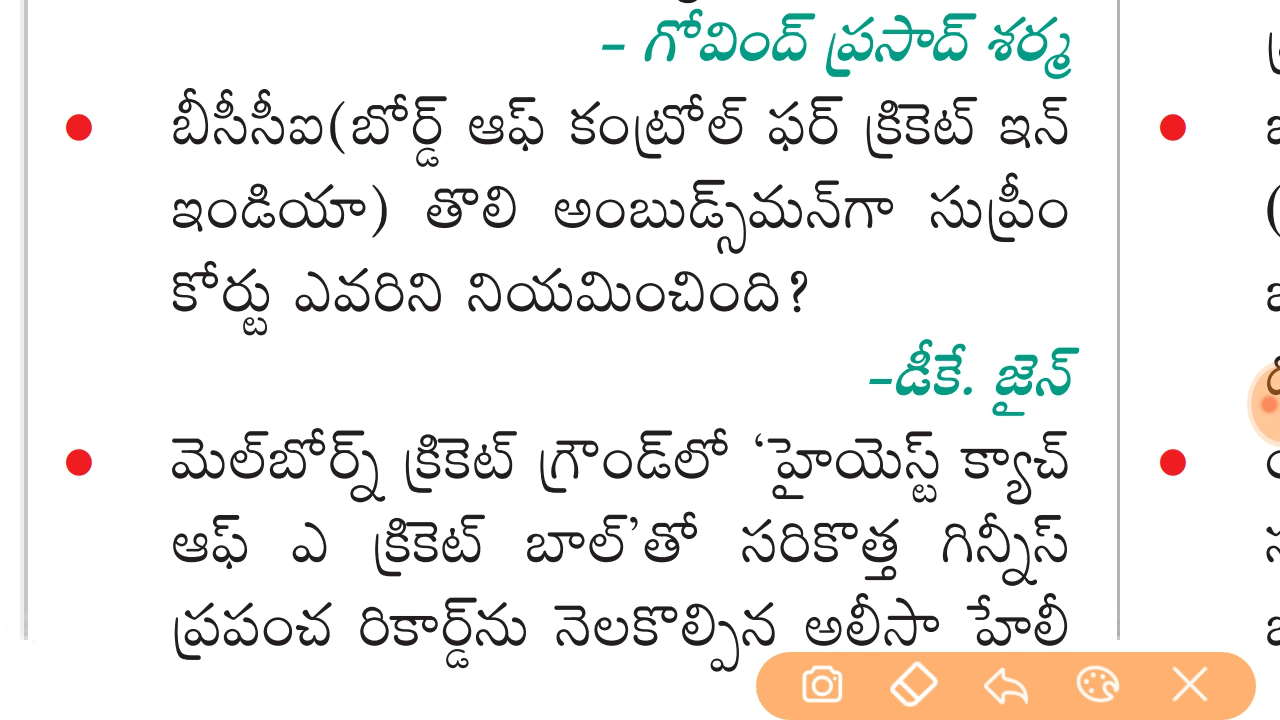 – గోవింద్ ప్రసాద్ శర్మ
బీసీసీఐ(బోర్డ్ ఆఫ్ కంట్రోల్ ఫర్ క్రికెట్ ఇన్
ఇండియా) తొలి అంబుడ్స్‌మన్‌గా సుప్రీం
కోర్టు ఎవరిని నియమించింది?
–డీకే. జైన్
మెల్‌బోర్న్ క్రికెట్ గ్రౌండ్‌లో ‘హైయెస్ట్ క్యాచ్
ఆఫ్ ఎ క్రికెట్ బాల్’తో సరికొత్త గిన్నీస్
ప్రపంచ రికార్డ్‌ను నెలకొల్పిన అలీసా హేలీ